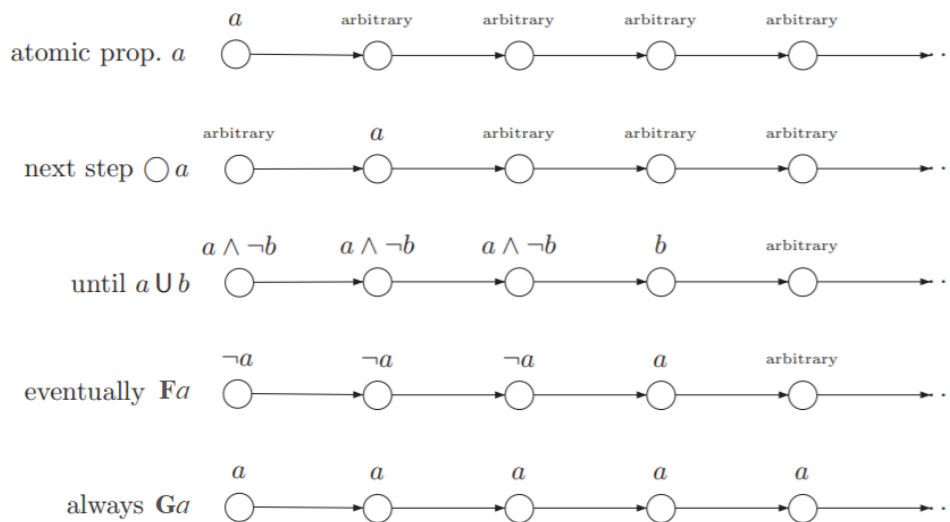 a arbitrary arbitrary arbitrary arbitrary
atomic prop. a
arbitrary a arbitrary arbitrary arbitrary
next step ◯ a
a ∧ ¬b a ∧ ¬b a ∧ ¬b b arbitrary
until a U b
¬a ¬a ¬a a arbitrary
eventually Fa
a a a a a
always Ga